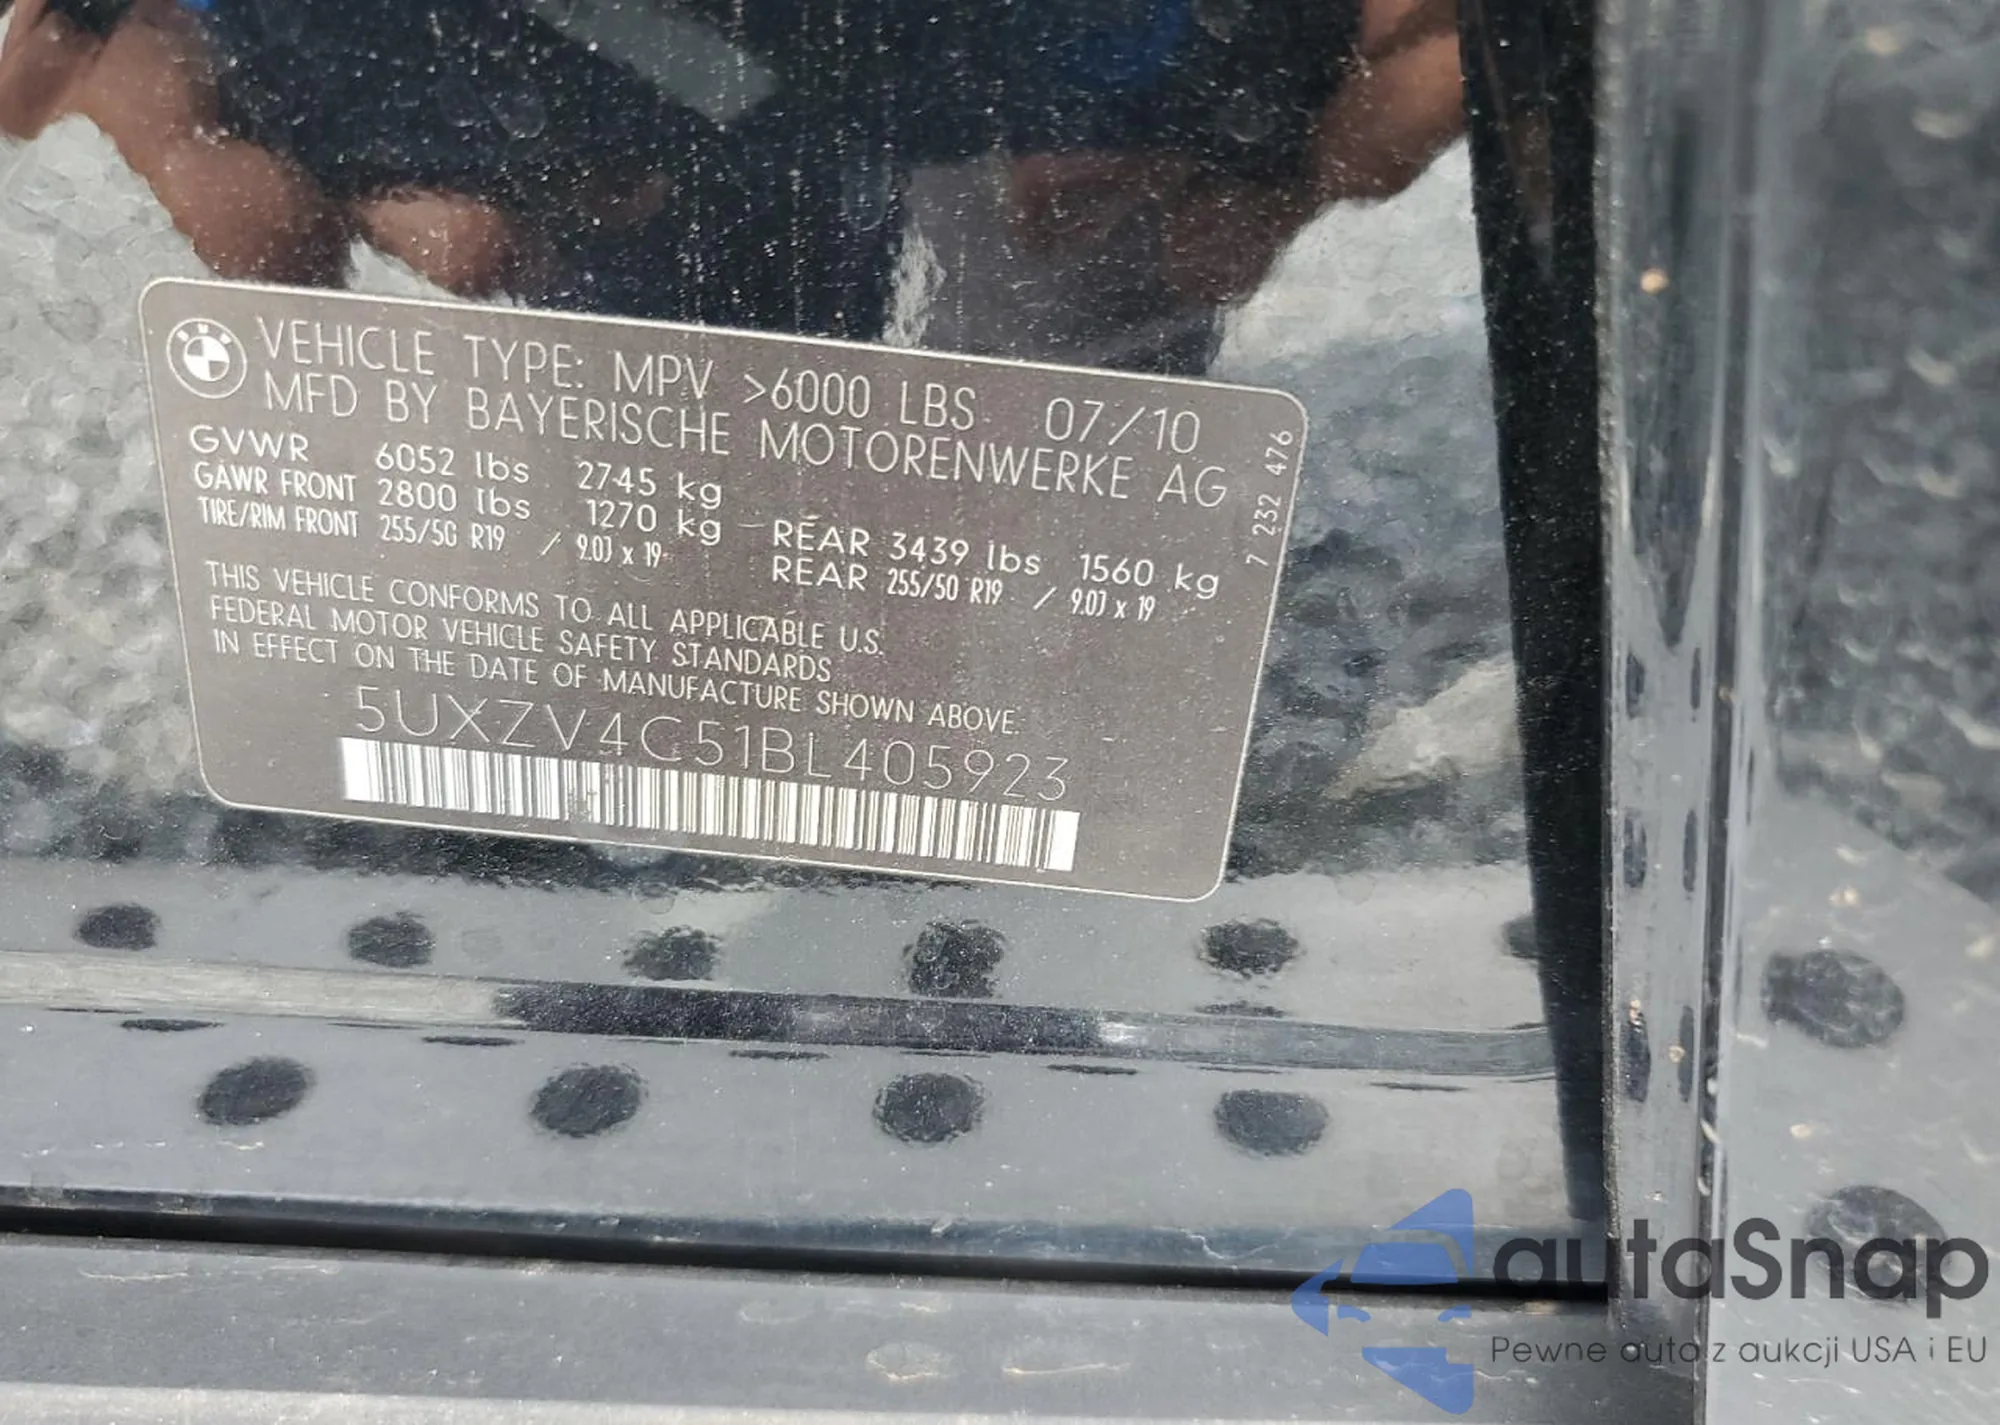 VEHICLE TYPE: MPV >6000 LBS 07/10
MFD BY BAYERISCHE MOTORENWERKE AG
GVWR 6052 lbs 2745 kg
GAWR FRONT 2800 lbs 1270 kg REAR 3439 lbs 1560 kg
TIRE/RIM FRONT 255/50 R19 / 9.0J x 19 REAR 255/50 R19 / 9.0J x 19
THIS VEHICLE CONFORMS TO ALL APPLICABLE U.S.
FEDERAL MOTOR VEHICLE SAFETY STANDARDS
IN EFFECT ON THE DATE OF MANUFACTURE SHOWN ABOVE.
5UXZV4C51BL405923
7 232 476
autaSnap
Pewne auta z aukcji USA i EU